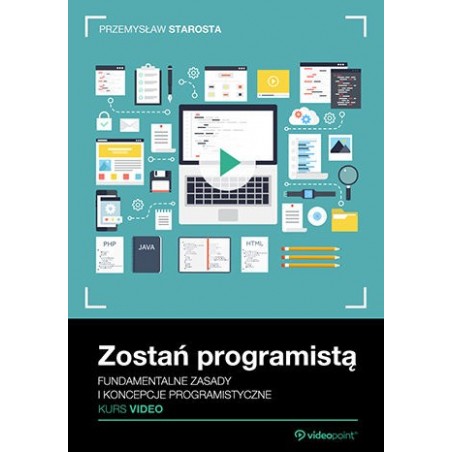 PRZEMYSŁAW STAROSTA
PHP
JAVA
HTML
Zostań programistą
FUNDAMENTALNE ZASADY
I KONCEPCJE PROGRAMISTYCZNE
KURS VIDEO
videopoint